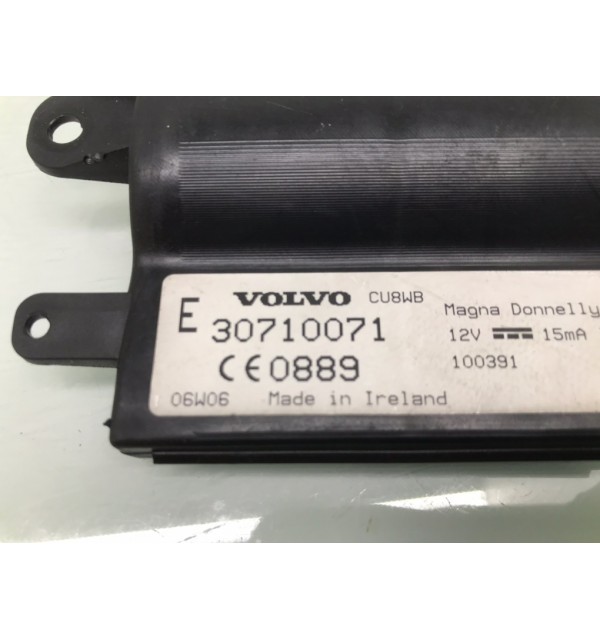 E VOLVO CU8WB Magna Donnelly
30710071 12V 15mA
CE0889 100391
06W06 Made in Ireland